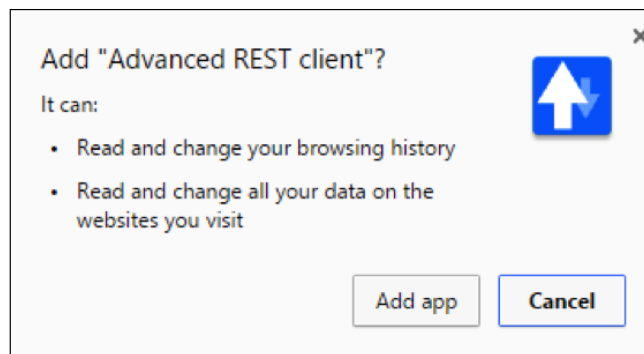 Add "Advanced REST client"?
It can:
• Read and change your browsing history
• Read and change all your data on the
websites you visit
Add app
Cancel